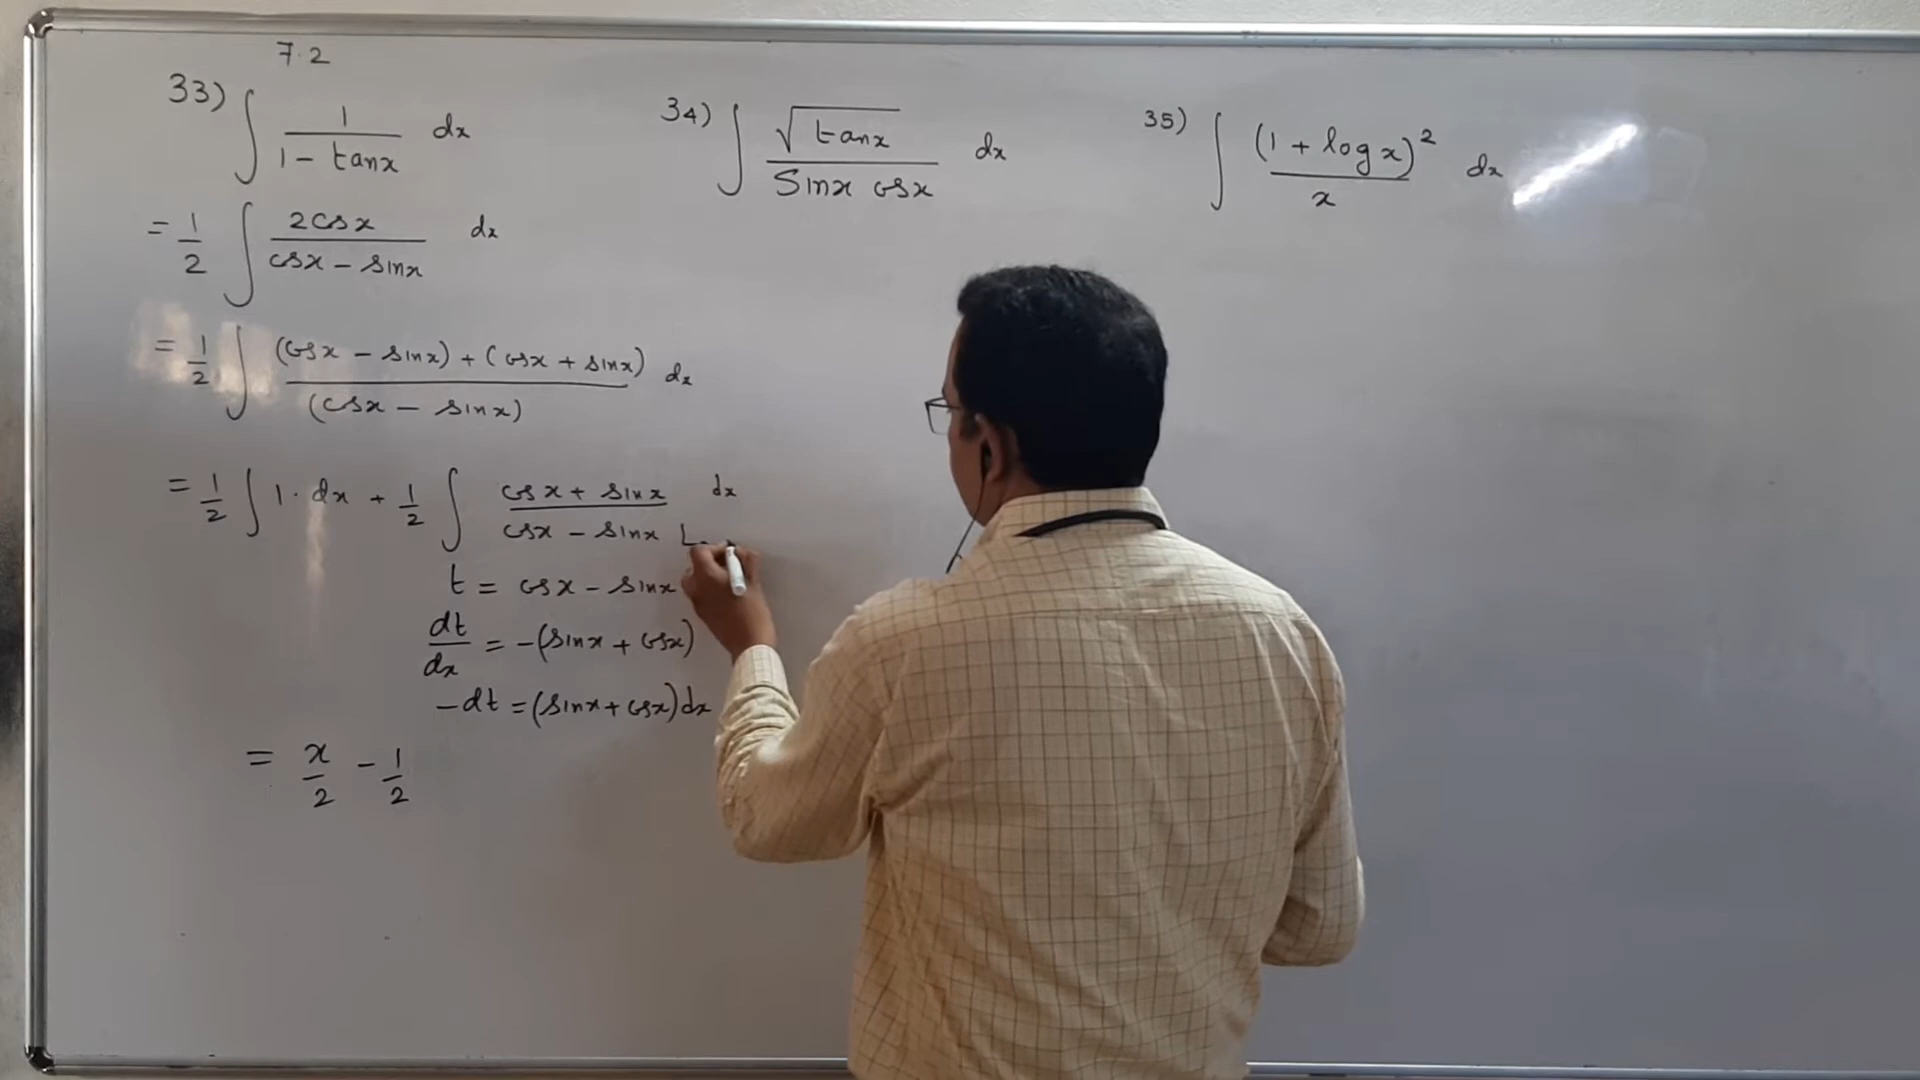 7.2
33) ∫ 1/(1 - tanx) dx
= 1/2 ∫ 2cosx/(cosx - sinx) dx
= 1/2 ∫ ((cosx - sinx) + (cosx + sinx))/(cosx - sinx) dx
= 1/2 ∫ 1. dx + 1/2 ∫ (cosx + sinx)/(cosx - sinx) dx
t = cosx - sinx
dt/dx = -(sinx + cosx)
-dt = (sinx + cosx)dx
= x/2 - 1/2
34) ∫ √tanx/(Sinx cosx) dx
35) ∫ (1 + logx)²/x dx